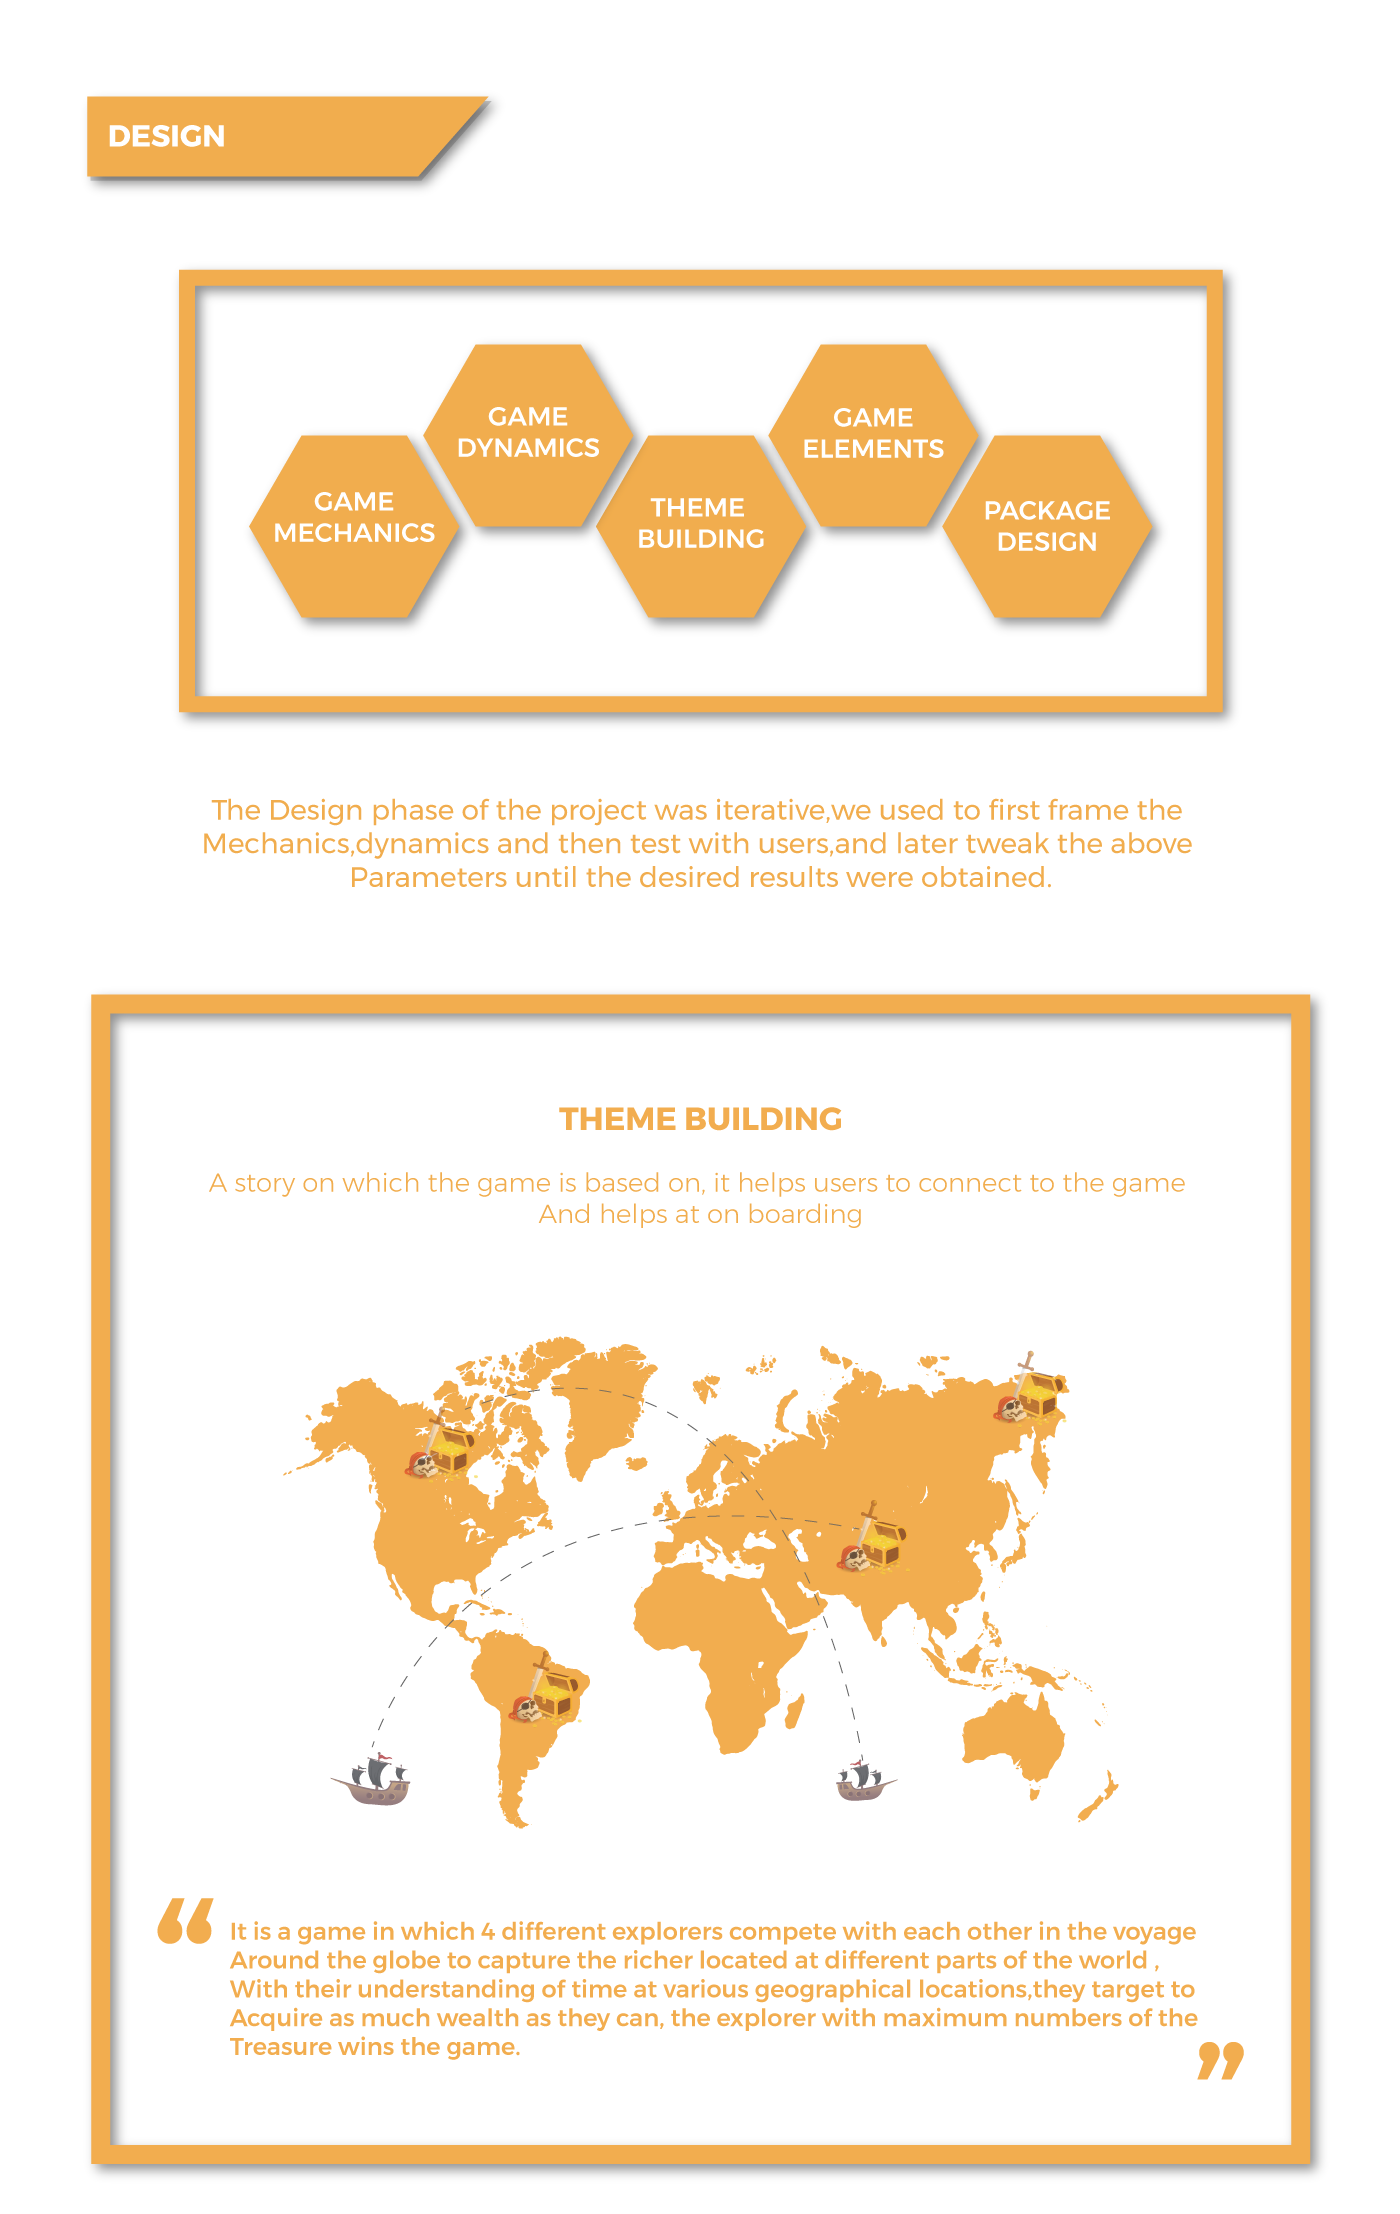 DESIGN
GAME
DYNAMICS
GAME
ELEMENTS
GAME
MECHANICS
THEME
BUILDING
PACKAGE
DESIGN
The Design phase of the project was iterative,we used to first frame the
Mechanics,dynamics and then test with users,and later tweak the above
Parameters until the desired results were obtained.
THEME BUILDING
A story on which the game is based on, it helps users to connect to the game
And helps at on boarding
“ It is a game in which 4 different explorers compete with each other in the voyage
Around the globe to capture the richer located at different parts of the world ,
With their understanding of time at various geographical locations,they target to
Acquire as much wealth as they can, the explorer with maximum numbers of the
Treasure wins the game. ”